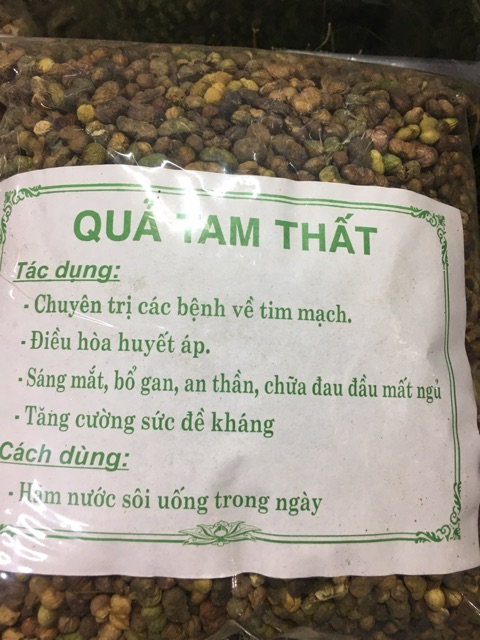 QUẢ TAM THẤT
Tác dụng:
- Chuyên trị các bệnh về tim mạch.
- Điều hòa huyết áp.
- Sáng mắt, bổ gan, an thần, chữa đau đầu mất ngủ
- Tăng cường sức đề kháng
Cách dùng:
- Hãm nước sôi uống trong ngày